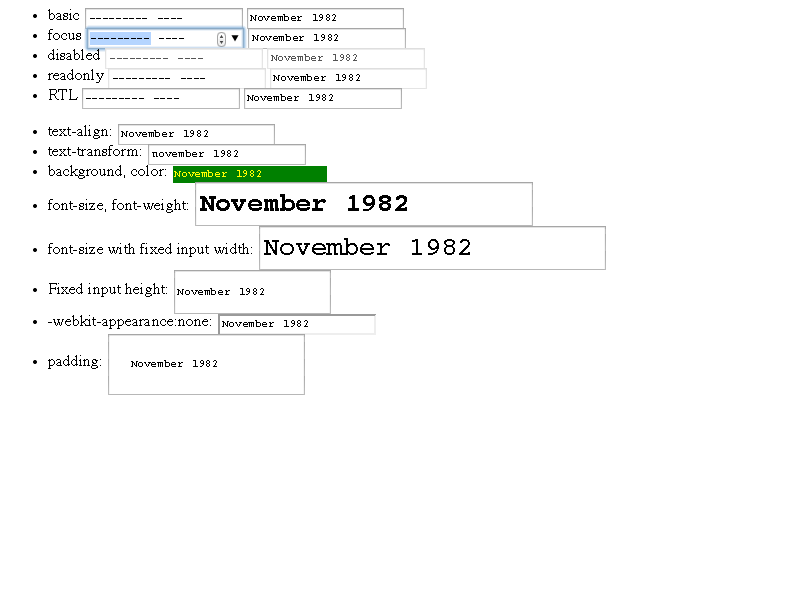 • basic --------- ---- November 1982
• focus --------- ---- November 1982
• disabled --------- ---- November 1982
• readonly --------- ---- November 1982
• RTL --------- ---- November 1982
• text-align: November 1982
• text-transform: november 1982
• background, color: November 1982
• font-size, font-weight: November 1982
• font-size with fixed input width: November 1982
• Fixed input height: November 1982
• -webkit-appearance:none: November 1982
• padding: November 1982